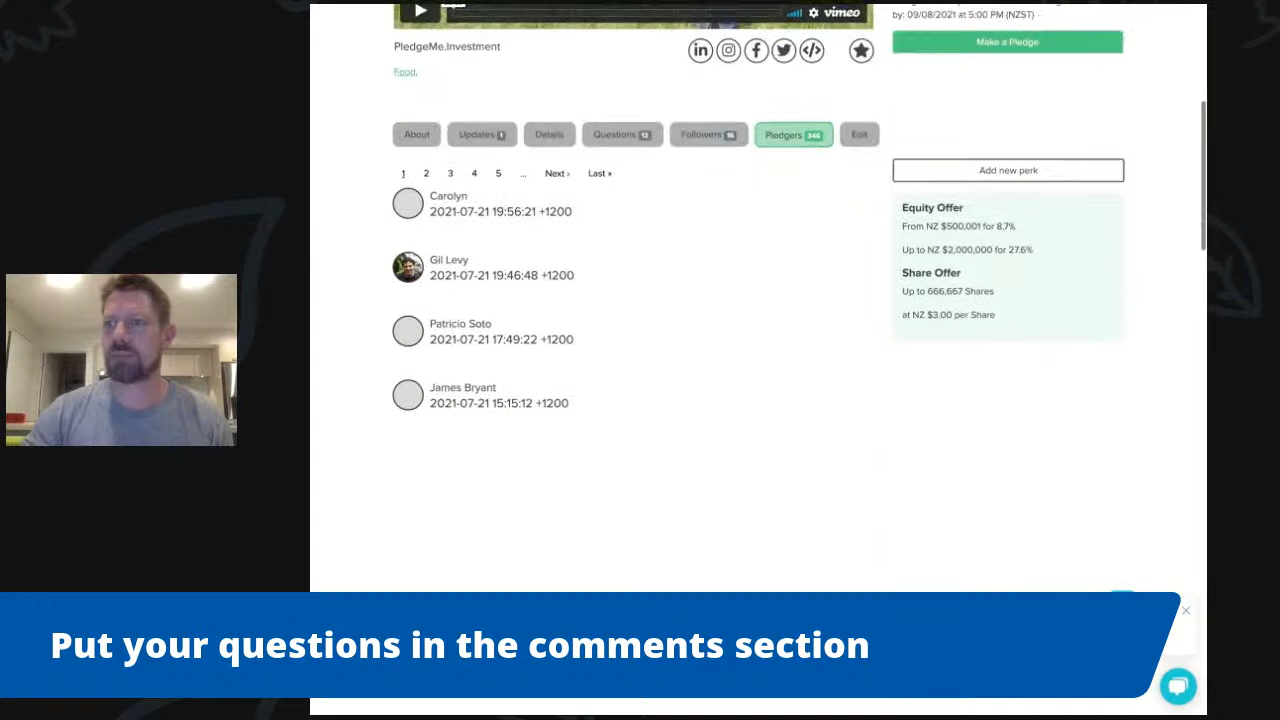 vimeo
by: 09/08/2021 at 5:00 PM (NZST)
Make a Pledge
PledgeMe.Investment
Food,
About
Updates 1
Details
Questions 12
Followers 16
Pledgers 346
Edit
1 2 3 4 5 ... Next › Last »
Add new perk
Carolyn
2021-07-21 19:56:21 +1200
Gil Levy
2021-07-21 19:46:48 +1200
Patricio Soto
2021-07-21 17:49:22 +1200
James Bryant
2021-07-21 15:15:12 +1200
Equity Offer
From NZ $500,001 for 8.7%
Up to NZ $2,000,000 for 27.6%
Share Offer
Up to 666,667 Shares
at NZ $3.00 per Share
Put your questions in the comments section